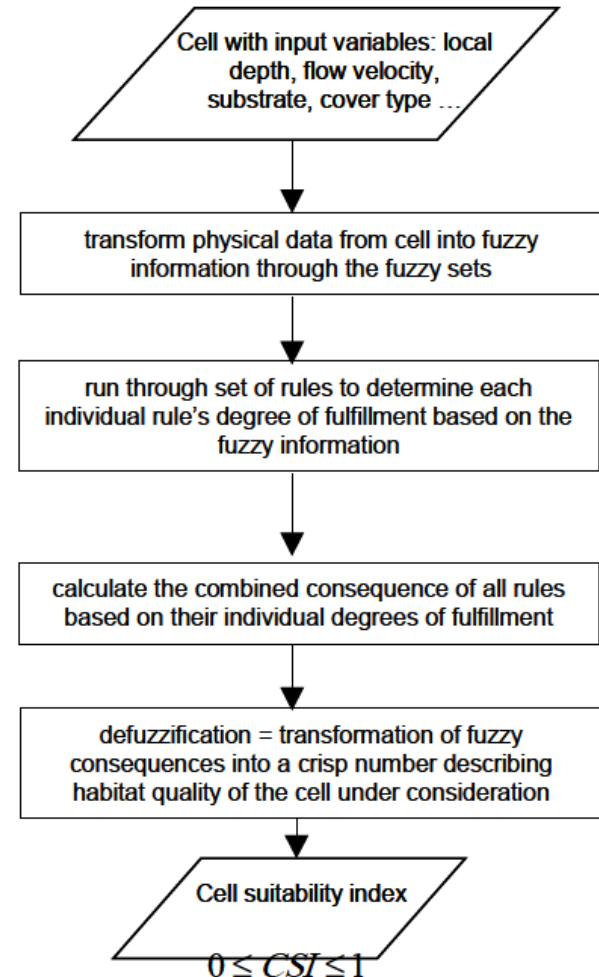 Cell with input variables: local
depth, flow velocity,
substrate, cover type ...
transform physical data from cell into fuzzy
information through the fuzzy sets
run through set of rules to determine each
individual rule's degree of fulfillment based on the
fuzzy information
calculate the combined consequence of all rules
based on their individual degrees of fulfillment
defuzzification = transformation of fuzzy
consequences into a crisp number describing
habitat quality of the cell under consideration
Cell suitability index
0 ≤ CSI ≤ 1